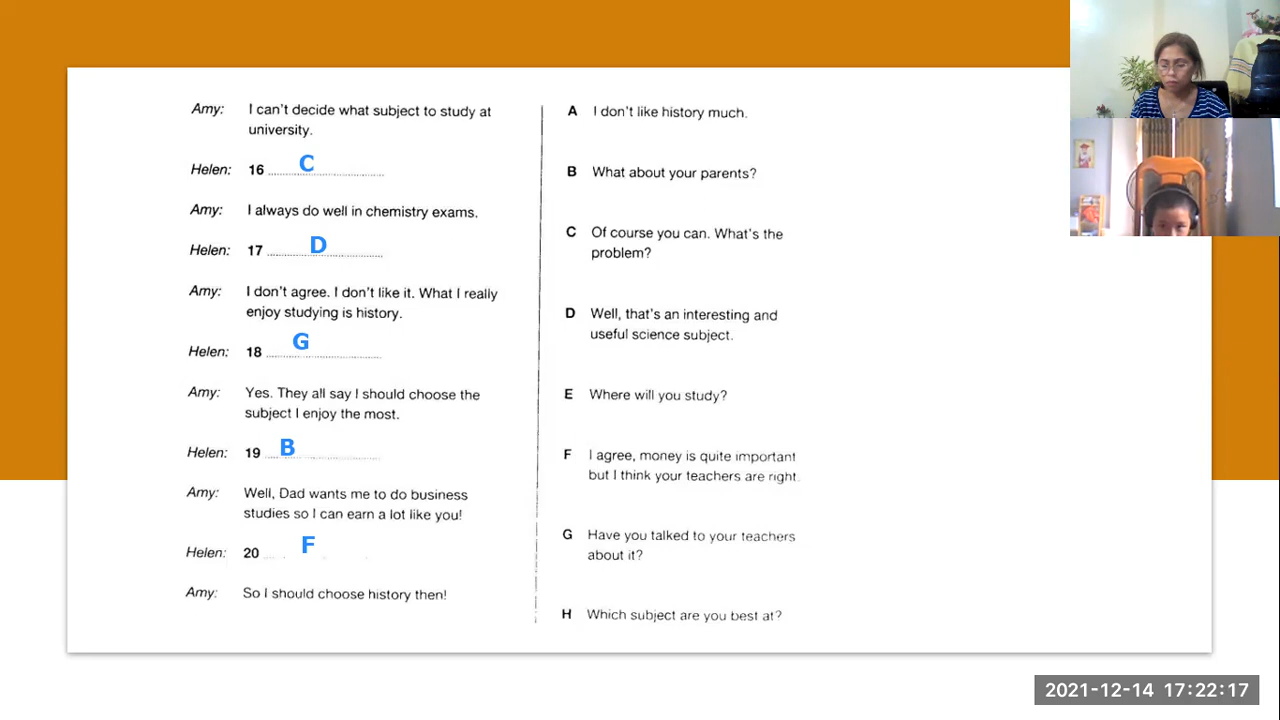 Amy: I can't decide what subject to study at
university.
Helen: 16 C
Amy: I always do well in chemistry exams.
Helen: 17 D
Amy: I don't agree. I don't like it. What I really
enjoy studying is history.
Helen: 18 G
Amy: Yes. They all say I should choose the
subject I enjoy the most.
Helen: 19 B
Amy: Well, Dad wants me to do business
studies so I can earn a lot like you!
Helen: 20 F
Amy: So I should choose history then!
A I don't like history much.
B What about your parents?
C Of course you can. What's the
problem?
D Well, that's an interesting and
useful science subject.
E Where will you study?
F I agree, money is quite important
but I think your teachers are right.
G Have you talked to your teachers
about it?
H Which subject are you best at?
2021-12-14 17:22:17